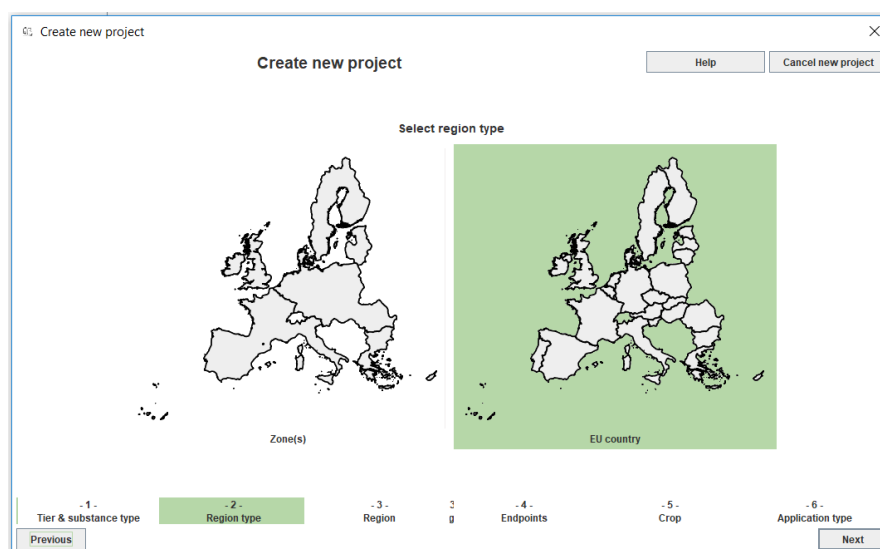 Create new project
Create new project
Help
Cancel new project
Select region type
Zone(s)
EU country
- 1 -
Tier & substance type
- 2 -
Region type
- 3 -
Region
3
g
- 4 -
Endpoints
- 5 -
Crop
- 6 -
Application type
Previous
Next